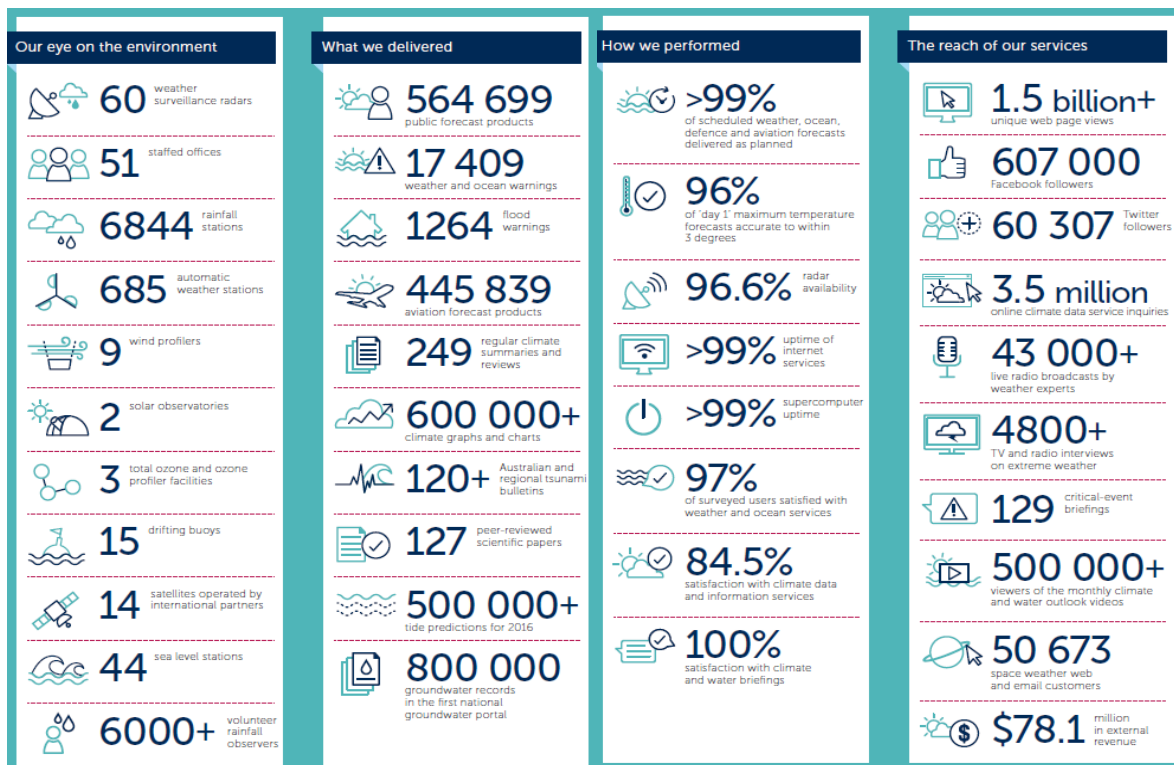 Our eye on the environment
60 weather
surveillance radars
51 staffed offices
6844 rainfall
stations
685 automatic
weather stations
9 wind profilers
2 solar observatories
3 total ozone and ozone
profiler facilities
15 drifting buoys
14 satellites operated by
international partners
44 sea level stations
6000+ volunteer
rainfall
observers
What we delivered
564 699
public forecast products
17 409
weather and ocean warnings
1264 flood
warnings
445 839
aviation forecast products
249 regular climate
summaries and
reviews
600 000+
climate graphs and charts
120+ Australian and
regional tsunami
bulletins
127 peer-reviewed
scientific papers
500 000+
tide predictions for 2016
800 000
groundwater records
in the first national
groundwater portal
How we performed
>99%
of scheduled weather, ocean,
defence and aviation forecasts
delivered as planned
96%
of 'day 1' maximum temperature
forecasts accurate to within
3 degrees
96.6% radar
availability
>99% uptime of
internet
services
>99% supercomputer
uptime
97%
of surveyed users satisfied with
weather and ocean services
84.5%
satisfaction with climate data
and information services
100%
satisfaction with climate
and water briefings
The reach of our services
1.5 billion+
unique web page views
607 000
Facebook followers
60 307 Twitter
followers
3.5 million
online climate data service inquiries
43 000+
live radio broadcasts by
weather experts
4800+
TV and radio interviews
on extreme weather
129 critical-event
briefings
500 000+
viewers of the monthly climate
and water outlook videos
50 673
space weather web
and email customers
$
$78.1 million
in external
revenue